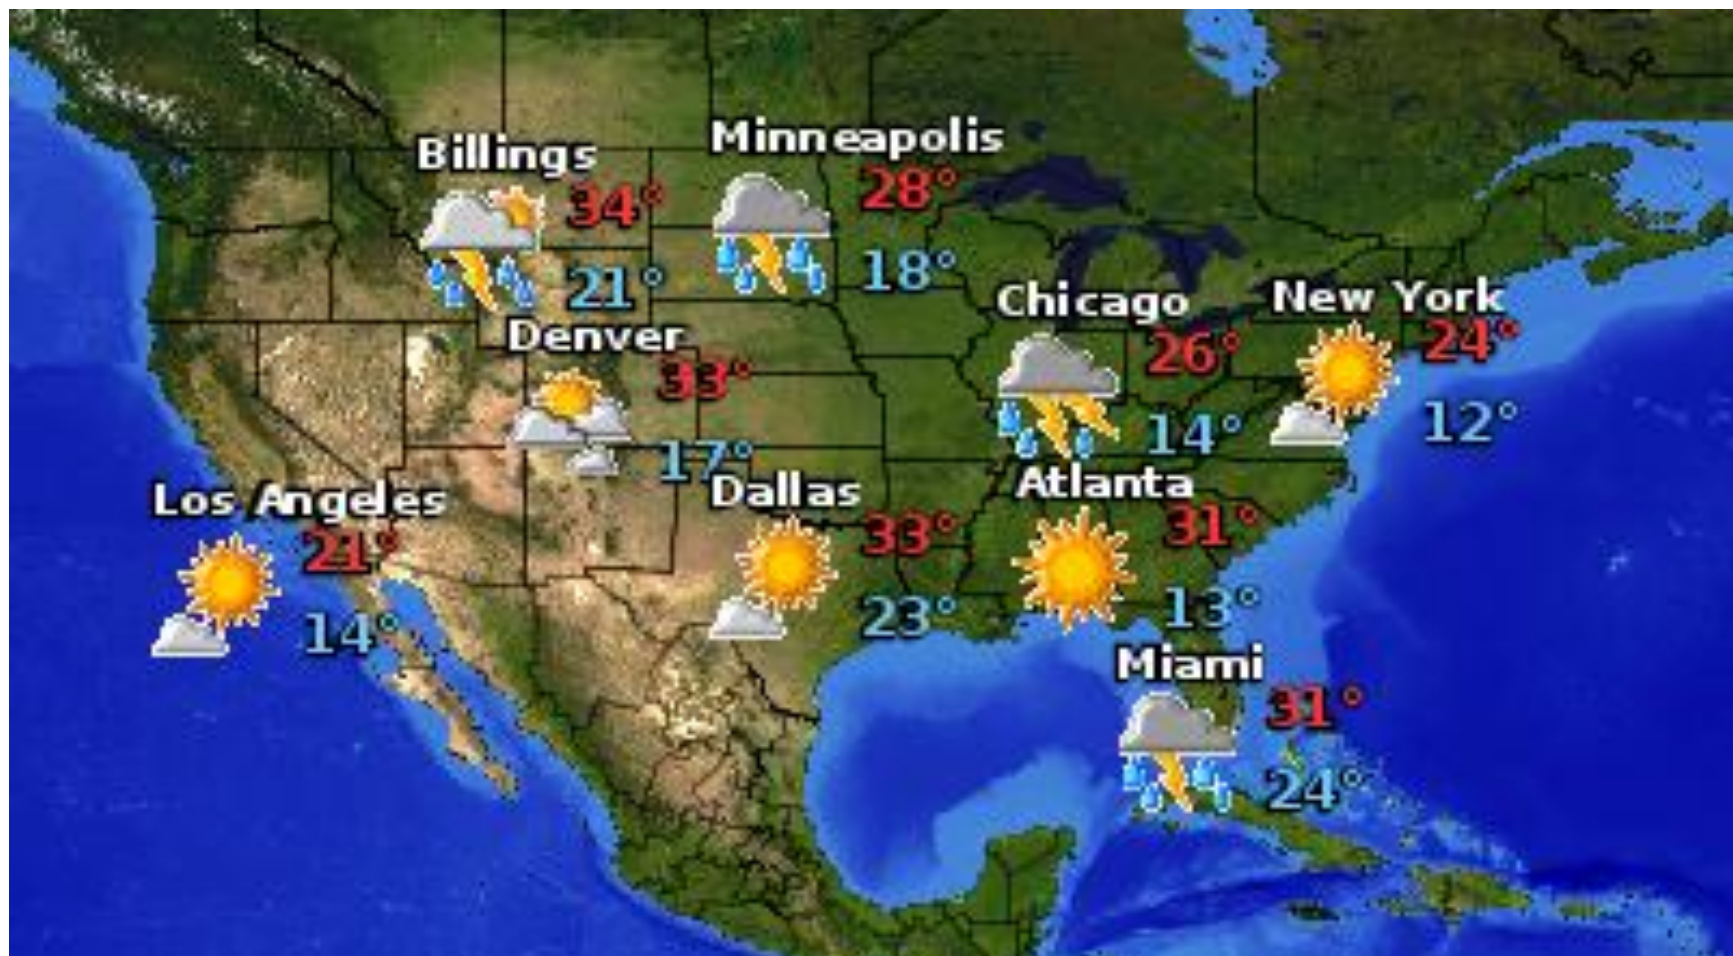 Billings
34°
21°
Minneapolis
28°
18°
Chicago
26°
14°
New York
24°
12°
Denver
33°
17°
Los Angeles
21°
14°
Dallas
33°
23°
Atlanta
31°
13°
Miami
31°
24°